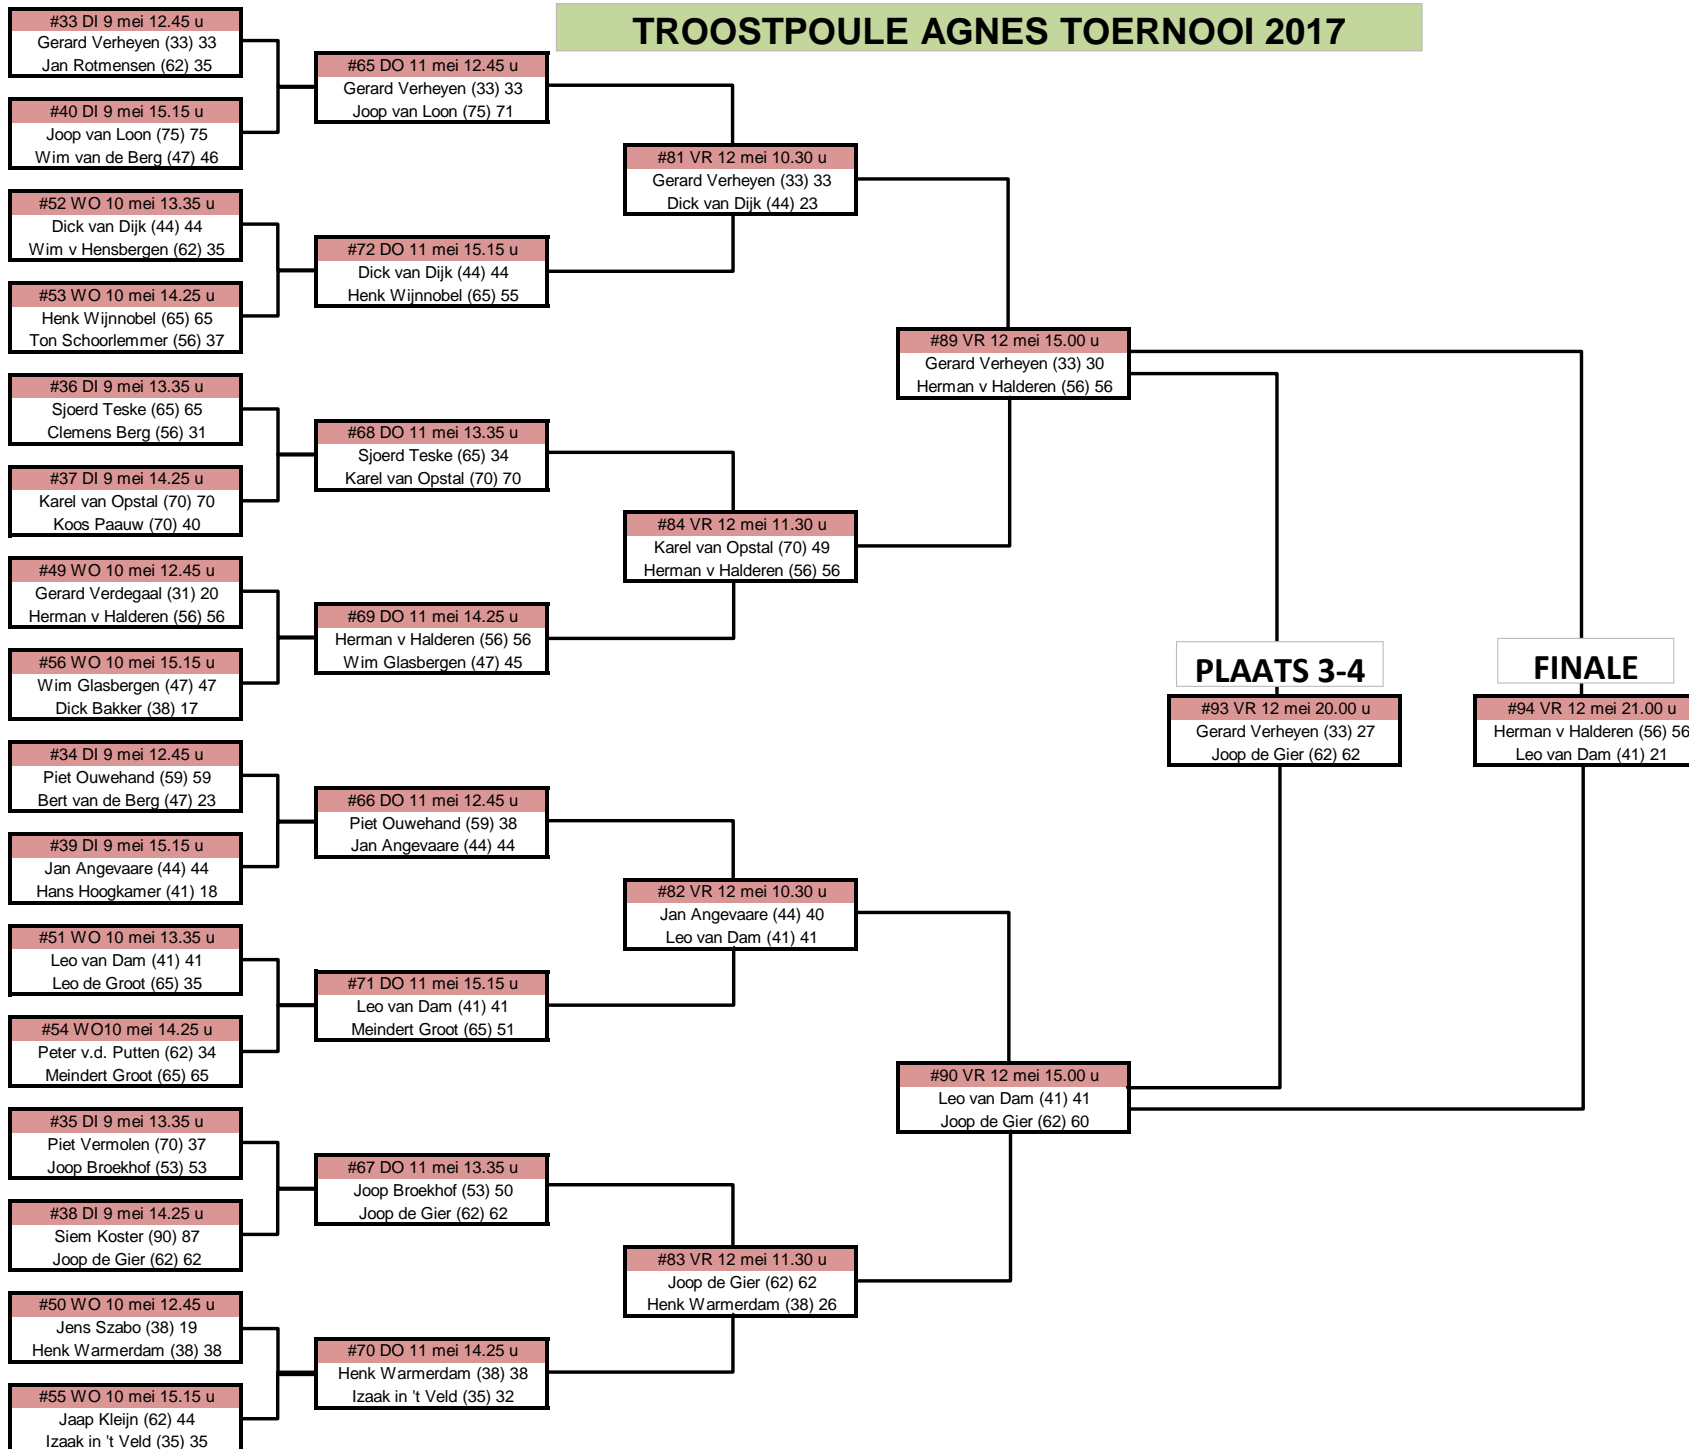 TROOSTPOULE AGNES TOERNOOI 2017
#33 DI 9 mei 12.45 u
Gerard Verheyen (33) 33
Jan Rotmensen (62) 35
#40 DI 9 mei 15.15 u
Joop van Loon (75) 75
Wim van de Berg (47) 46
#52 WO 10 mei 13.35 u
Dick van Dijk (44) 44
Wim v Hensbergen (62) 35
#53 WO 10 mei 14.25 u
Henk Wijnnobel (65) 65
Ton Schoorlemmer (56) 37
#36 DI 9 mei 13.35 u
Sjoerd Teske (65) 65
Clemens Berg (56) 31
#37 DI 9 mei 14.25 u
Karel van Opstal (70) 70
Koos Paauw (70) 40
#49 WO 10 mei 12.45 u
Gerard Verdegaal (31) 20
Herman v Halderen (56) 56
#56 WO 10 mei 15.15 u
Wim Glasbergen (47) 47
Dick Bakker (38) 17
#34 DI 9 mei 12.45 u
Piet Ouwehand (59) 59
Bert van de Berg (47) 23
#39 DI 9 mei 15.15 u
Jan Angevaare (44) 44
Hans Hoogkamer (41) 18
#51 WO 10 mei 13.35 u
Leo van Dam (41) 41
Leo de Groot (65) 35
#54 WO10 mei 14.25 u
Peter v.d. Putten (62) 34
Meindert Groot (65) 65
#35 DI 9 mei 13.35 u
Piet Vermolen (70) 37
Joop Broekhof (53) 53
#38 DI 9 mei 14.25 u
Siem Koster (90) 87
Joop de Gier (62) 62
#50 WO 10 mei 12.45 u
Jens Szabo (38) 19
Henk Warmerdam (38) 38
#55 WO 10 mei 15.15 u
Jaap Kleijn (62) 44
Izaak in 't Veld (35) 35
#65 DO 11 mei 12.45 u
Gerard Verheyen (33) 33
Joop van Loon (75) 71
#72 DO 11 mei 15.15 u
Dick van Dijk (44) 44
Henk Wijnnobel (65) 55
#68 DO 11 mei 13.35 u
Sjoerd Teske (65) 34
Karel van Opstal (70) 70
#69 DO 11 mei 14.25 u
Herman v Halderen (56) 56
Wim Glasbergen (47) 45
#66 DO 11 mei 12.45 u
Piet Ouwehand (59) 38
Jan Angevaare (44) 44
#71 DO 11 mei 15.15 u
Leo van Dam (41) 41
Meindert Groot (65) 51
#67 DO 11 mei 13.35 u
Joop Broekhof (53) 50
Joop de Gier (62) 62
#70 DO 11 mei 14.25 u
Henk Warmerdam (38) 38
Izaak in 't Veld (35) 32
#81 VR 12 mei 10.30 u
Gerard Verheyen (33) 33
Dick van Dijk (44) 23
#84 VR 12 mei 11.30 u
Karel van Opstal (70) 49
Herman v Halderen (56) 56
#82 VR 12 mei 10.30 u
Jan Angevaare (44) 40
Leo van Dam (41) 41
#83 VR 12 mei 11.30 u
Joop de Gier (62) 62
Henk Warmerdam (38) 26
#89 VR 12 mei 15.00 u
Gerard Verheyen (33) 30
Herman v Halderen (56) 56
#90 VR 12 mei 15.00 u
Leo van Dam (41) 41
Joop de Gier (62) 60
PLAATS 3-4
#93 VR 12 mei 20.00 u
Gerard Verheyen (33) 27
Joop de Gier (62) 62
FINALE
#94 VR 12 mei 21.00 u
Herman v Halderen (56) 56
Leo van Dam (41) 21